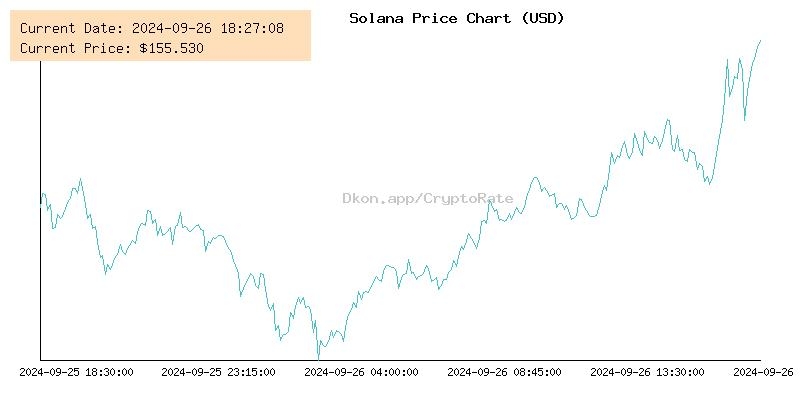 Solana Price Chart (USD)
Current Date: 2024-09-26 18:27:08
Current Price: $155.530
Dkon.app/CryptoRate
2024-09-25 18:30:00
2024-09-25 23:15:00
2024-09-26 04:00:00
2024-09-26 08:45:00
2024-09-26 13:30:00
2024-09-26